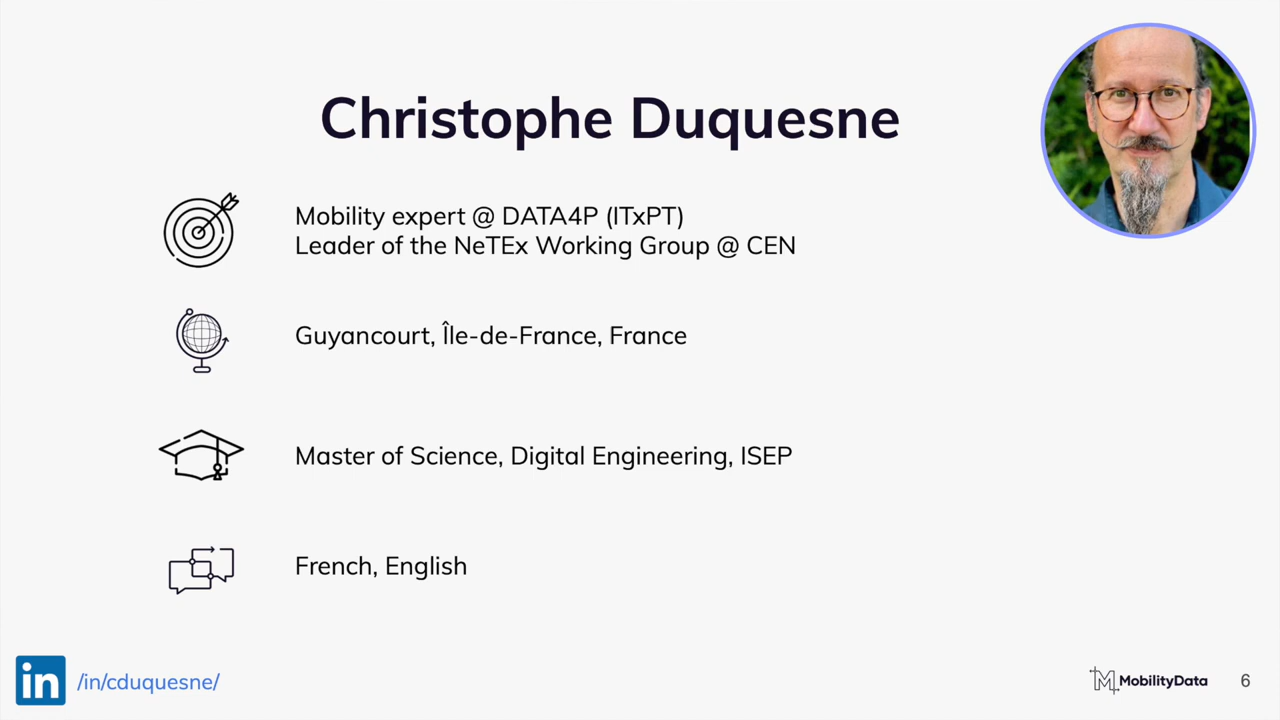 Christophe Duquesne
Mobility expert @ DATA4P (ITxPT)
Leader of the NeTEx Working Group @ CEN
Guyancourt, Île-de-France, France
Master of Science, Digital Engineering, ISEP
French, English
in
/in/cduquesne/
MobilityData
6